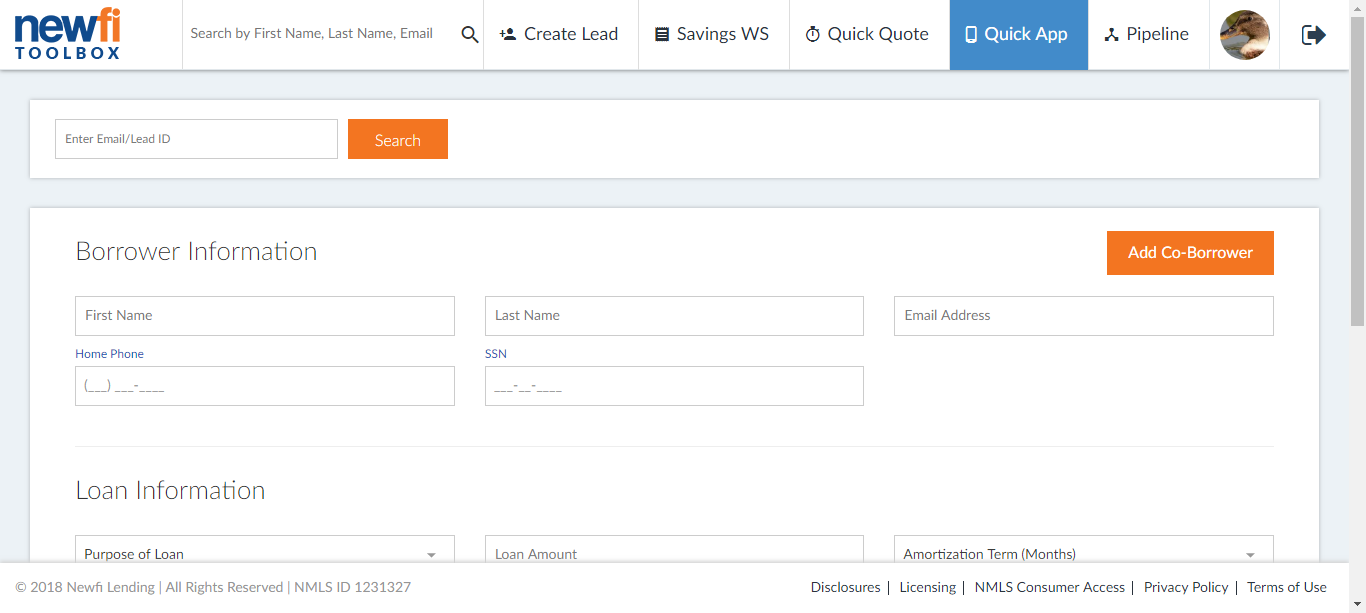 newfi
TOOLBOX
Search by First Name, Last Name, Email
Create Lead
Savings WS
Quick Quote
Quick App
Pipeline
Enter Email/Lead ID
Search
Borrower Information
Add Co-Borrower
First Name
Last Name
Email Address
Home Phone
SSN
(___) ___-____
___-__-____
Loan Information
Purpose of Loan
Loan Amount
Amortization Term (Months)
© 2018 Newfi Lending | All Rights Reserved | NMLS ID 1231327
Disclosures | Licensing | NMLS Consumer Access | Privacy Policy | Terms of Use